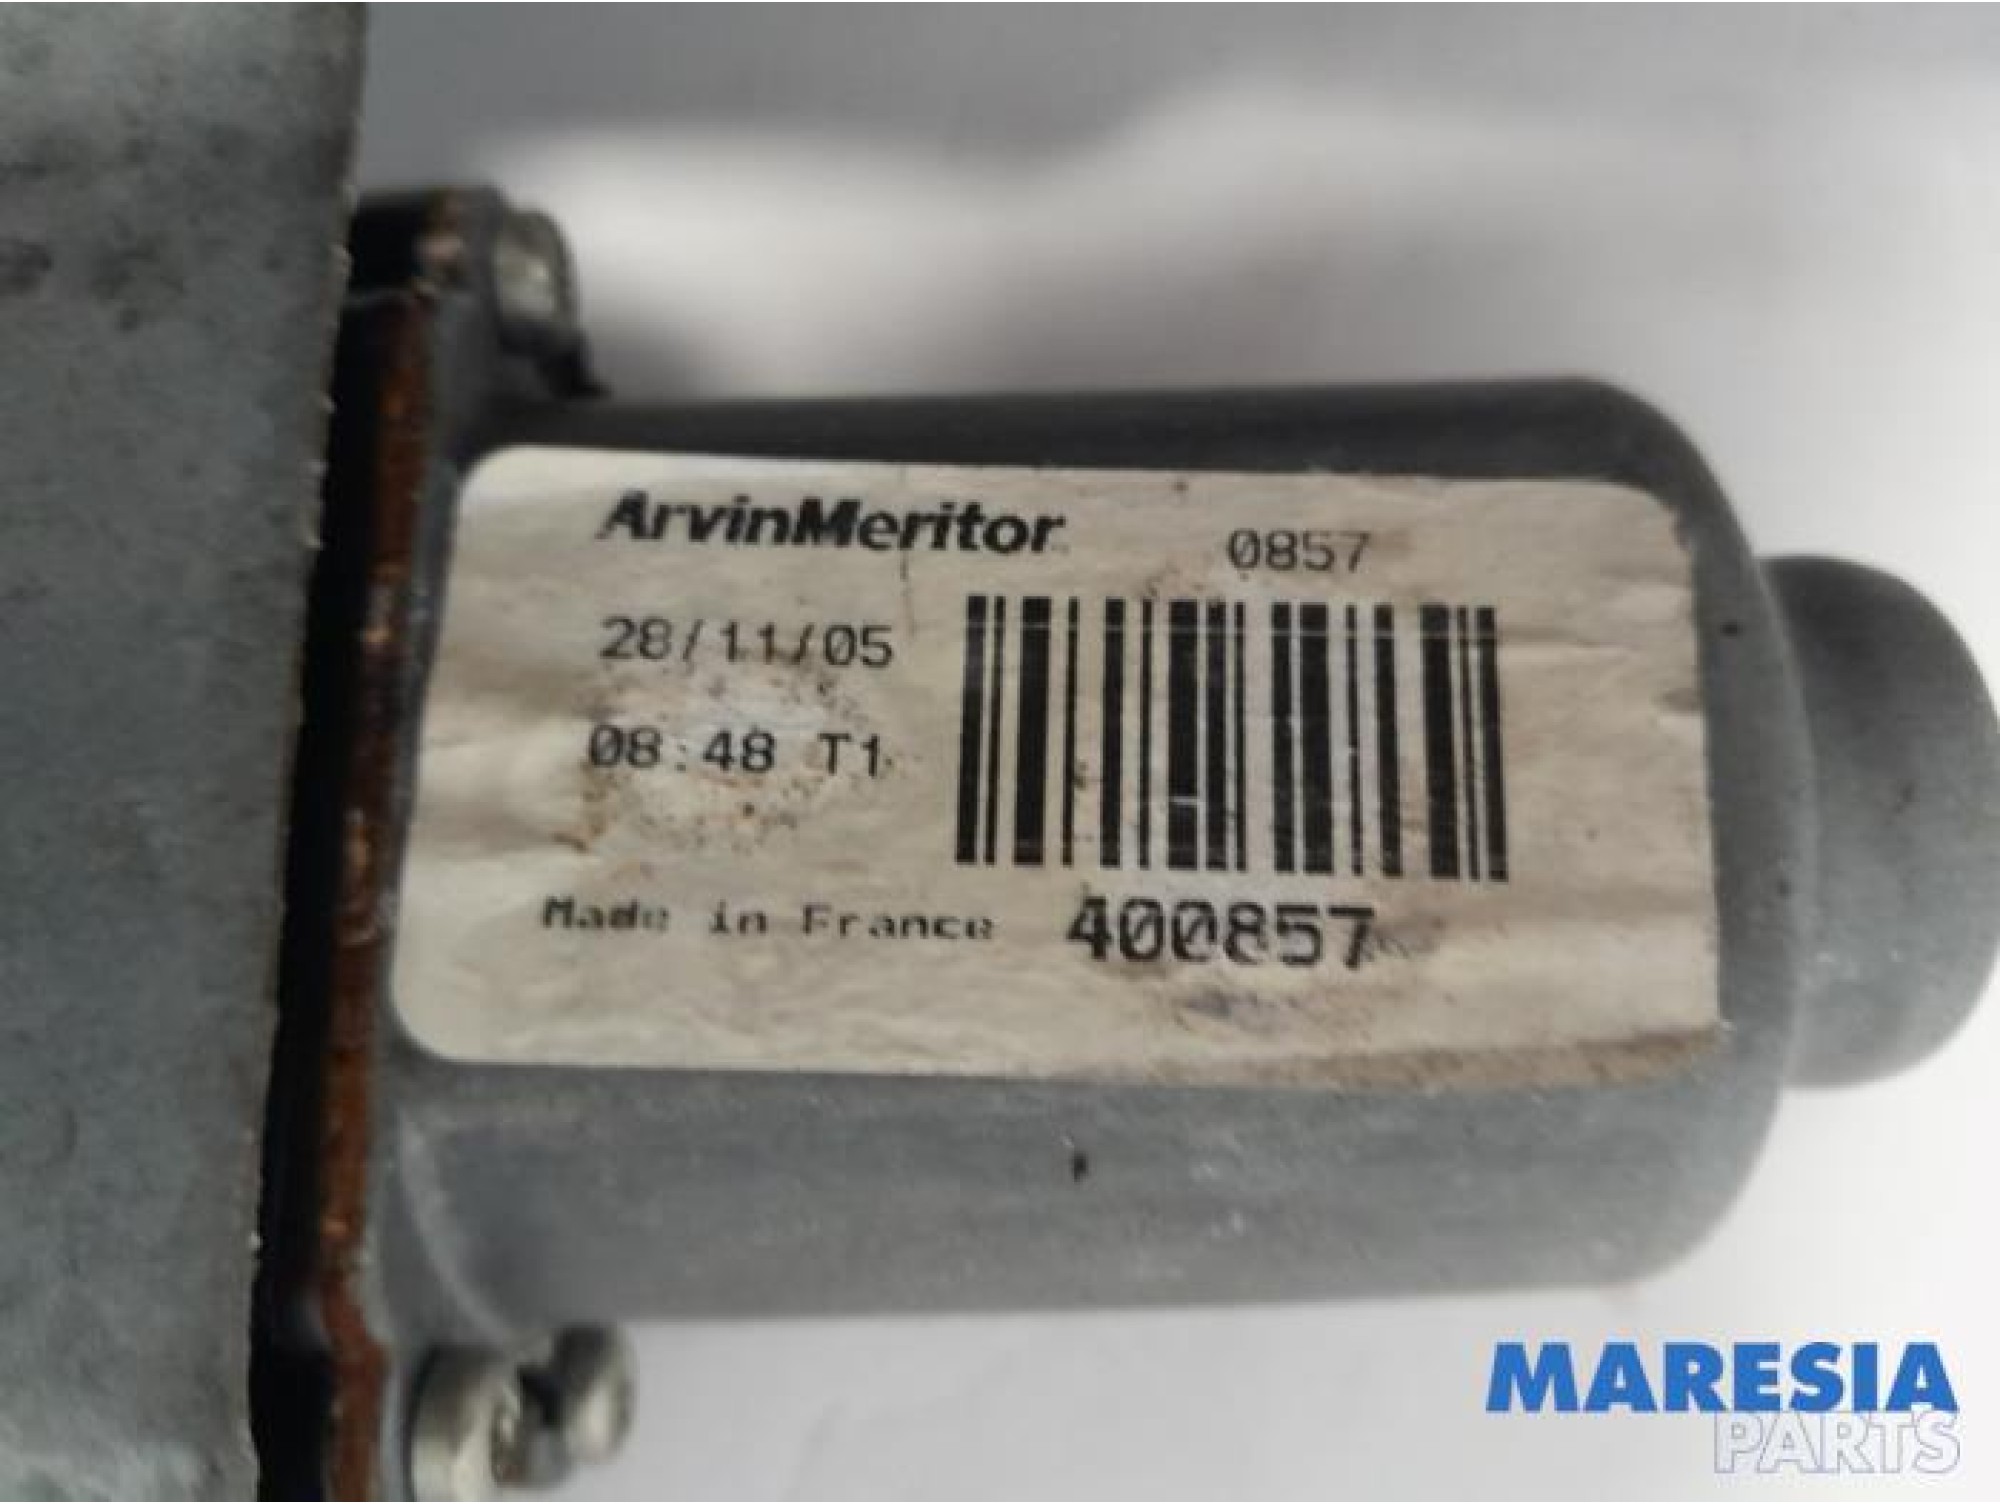 ArvinMeritor 0857
28/11/05
08:48 T1
Made in France 400857
MARESIA
PARTS